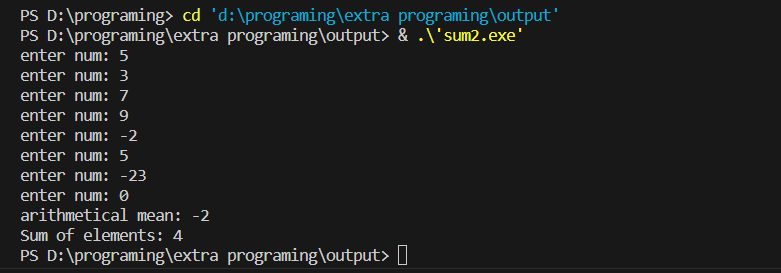 PS D:\programing> cd 'd:\programing\extra programing\output'
PS D:\programing\extra programing\output> & .\'sum2.exe'
enter num: 5
enter num: 3
enter num: 7
enter num: 9
enter num: -2
enter num: 5
enter num: -23
enter num: 0
arithmetical mean: -2
Sum of elements: 4
PS D:\programing\extra programing\output>